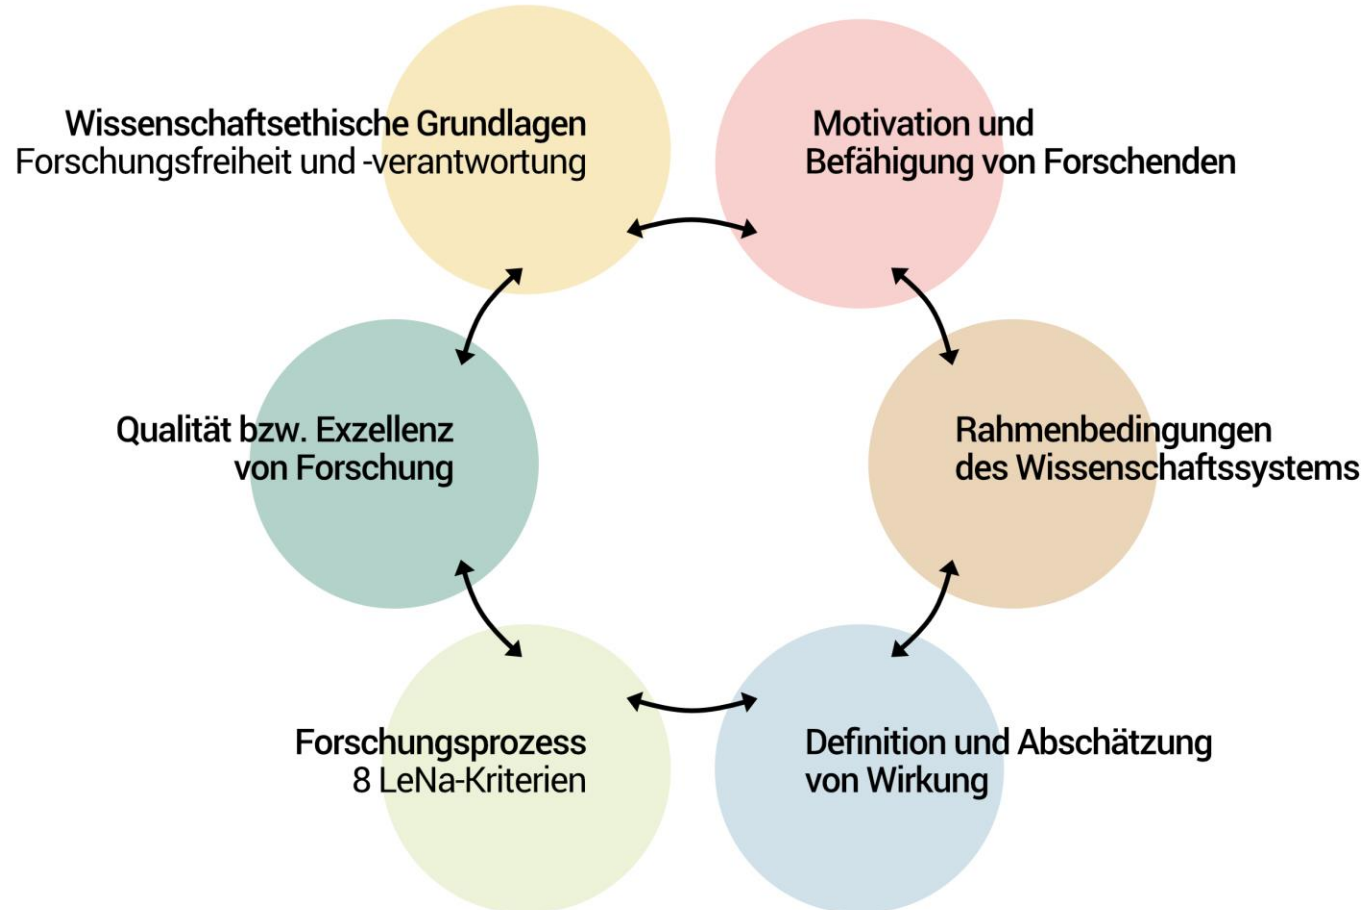 Wissenschaftsethische Grundlagen
Forschungsfreiheit und -verantwortung
Motivation und
Befähigung von Forschenden
Qualität bzw. Exzellenz
von Forschung
Rahmenbedingungen
des Wissenschaftssystems
Forschungsprozess
8 LeNa-Kriterien
Definition und Abschätzung
von Wirkung